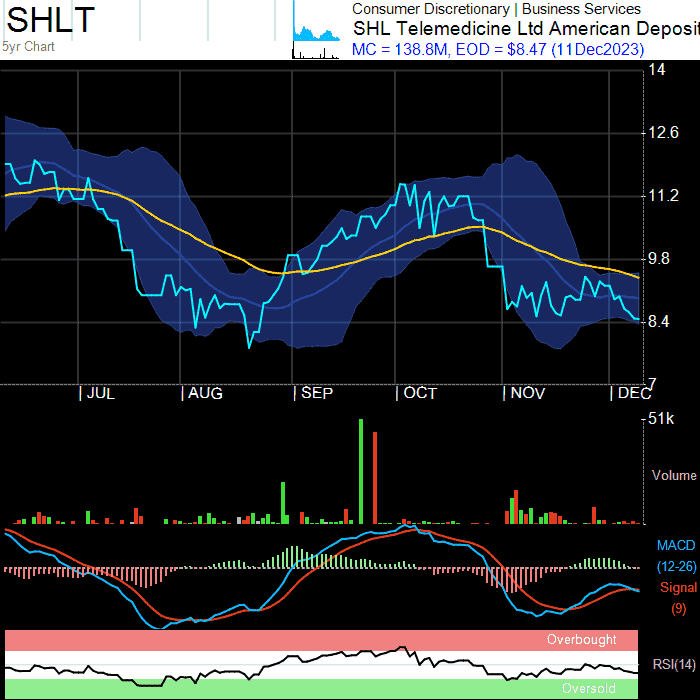 SHLT
5yr Chart
Consumer Discretionary | Business Services
SHL Telemedicine Ltd American Deposit
MC = 138.8M, EOD = $8.47 (11Dec2023)
14
12.6
11.2
9.8
8.4
7
JUL
AUG
SEP
OCT
NOV
DEC
51k
Volume
MACD
(12-26)
Signal
(9)
Overbought
RSI(14)
Oversold